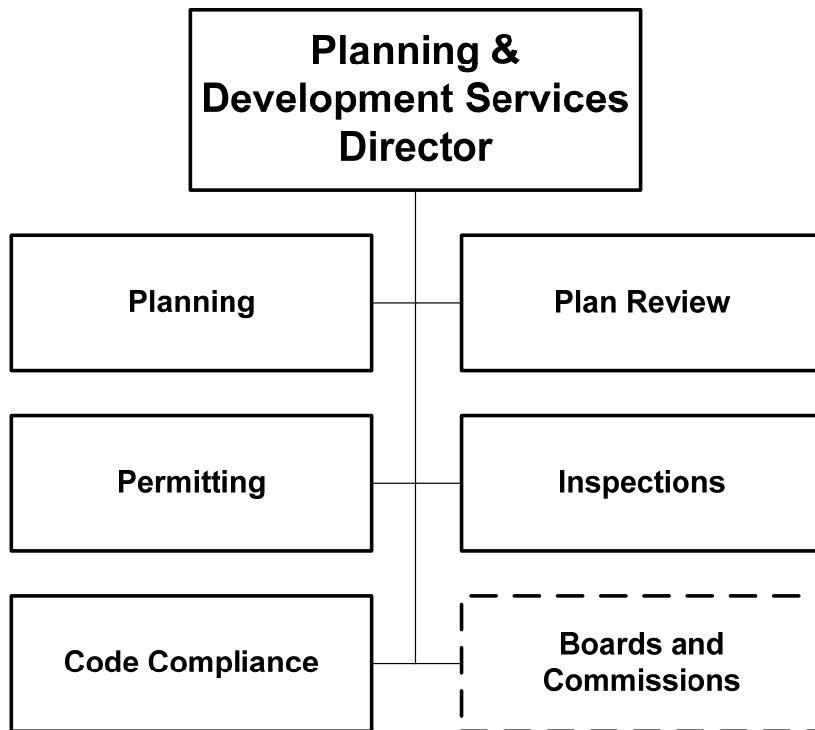 Planning &
Development Services
Director
Planning
Plan Review
Permitting
Inspections
Code Compliance
Boards and
Commissions